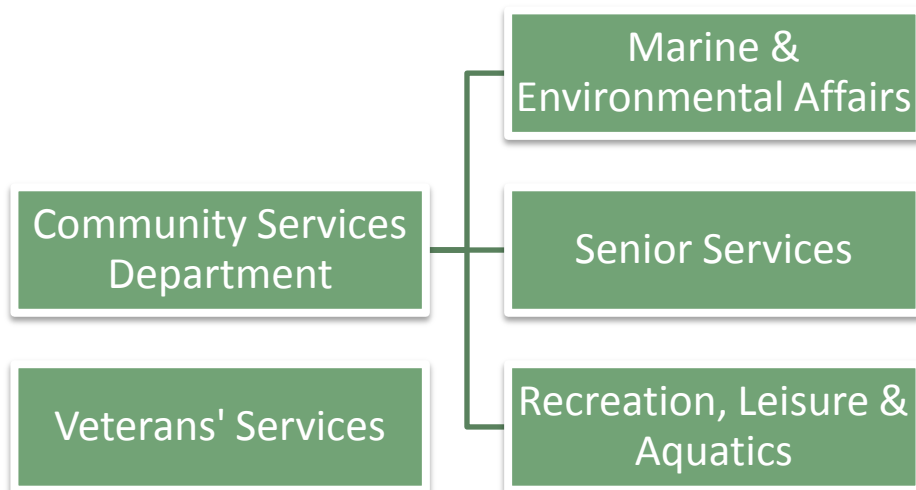 Marine &
Environmental Affairs
Community Services
Department
Senior Services
Veterans' Services
Recreation, Leisure &
Aquatics